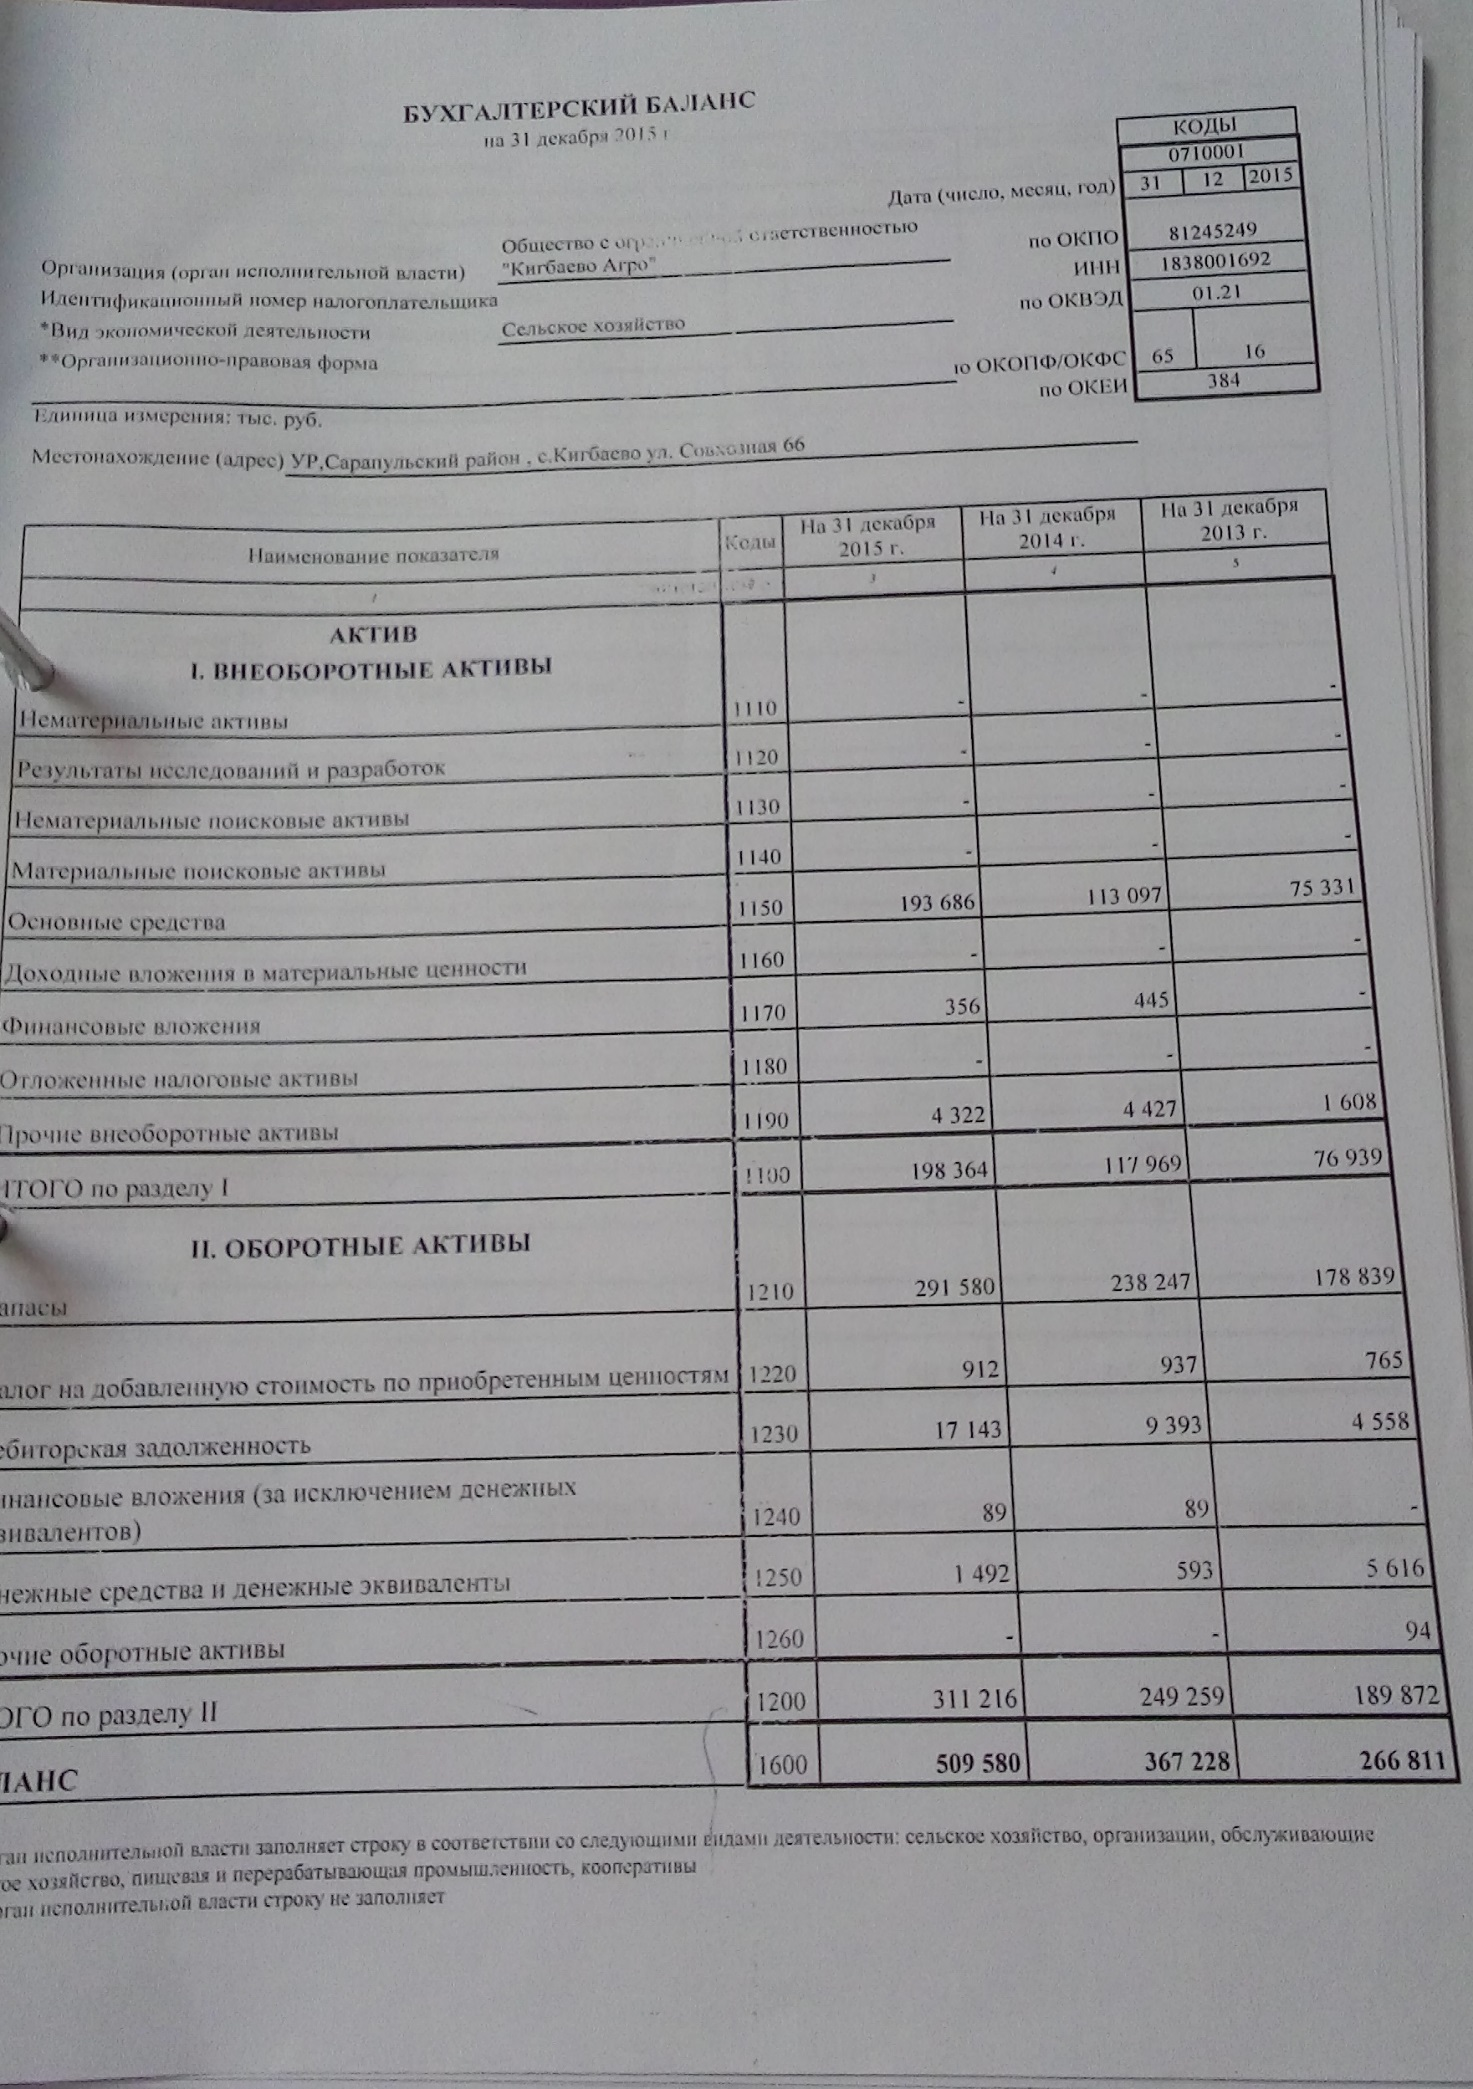 БУХГАЛТЕРСКИЙ БАЛАНС
на 31 декабря 2015 г
КОДЫ
0710001
Дата (число, месяц, год) 31 12 2015
Общество с ответственностью
по ОКПО 81245249
Организация (орган исполнительной власти) "Кигбаево Агро"
ИНН 1838001692
Идентификационный номер налогоплательщика
по ОКВЭД 01.21
*Вид экономической деятельности Сельское хозяйство
**Организационно-правовая форма
ю ОКОПФ/ОКФС 65 16
по ОКЕИ 384
Единица измерения: тыс. руб.
Местонахождение (адрес) УР,Сарапульский район , с.Кигбаево ул. Совхозная 66
Наименование показателя Коды На 31 декабря 2015 г. На 31 декабря 2014 г. На 31 декабря 2013 г.
1 3 4 5
АКТИВ
I. ВНЕОБОРОТНЫЕ АКТИВЫ
Нематериальные активы 1110 - - -
Результаты исследований и разработок 1120 - - -
Нематериальные поисковые активы 1130 - - -
Материальные поисковые активы 1140 - - -
Основные средства 1150 193 686 113 097 75 331
Доходные вложения в материальные ценности 1160 - - -
Финансовые вложения 1170 356 445 -
Отложенные налоговые активы 1180 - - -
Прочие внеоборотные активы 1190 4 322 4 427 1 608
ИТОГО по разделу I 1100 198 364 117 969 76 939
II. ОБОРОТНЫЕ АКТИВЫ
апасы 1210 291 580 238 247 178 839
алог на добавленную стоимость по приобретенным ценностям 1220 912 937 765
ебиторская задолженность 1230 17 143 9 393 4 558
инансовые вложения (за исключением денежных
вивалентов) 1240 89 89 -
нежные средства и денежные эквиваленты 1250 1 492 593 5 616
очие оборотные активы 1260 - - 94
ОГО по разделу II 1200 311 216 249 259 189 872
ЛАНС 1600 509 580 367 228 266 811
ган исполнительной власти заполняет строку в соответствии со следующими видами деятельности: сельское хозяйство, организации, обслуживающие
ое хозяйство, пищевая и перерабатывающая промышленность, кооперативы
рган исполнительной власти строку не заполняет